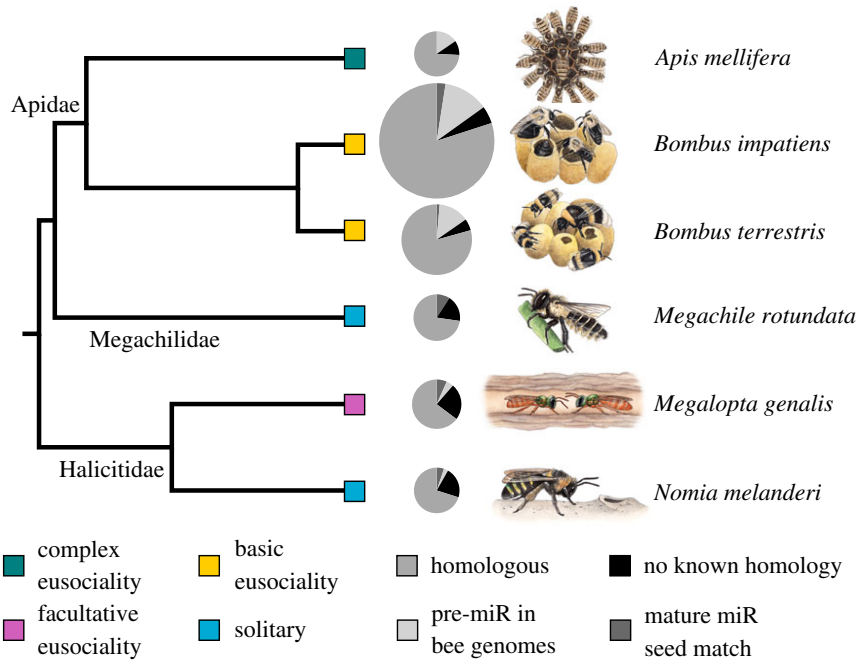 Apis mellifera
Apidae
Bombus impatiens
Bombus terrestris
Megachile rotundata
Megachilidae
Megalopta genalis
Halicitidae
Nomia melanderi
complex
eusociality
basic
eusociality
homologous
no known homology
facultative
eusociality
solitary
pre-miR in
bee genomes
mature miR
seed match